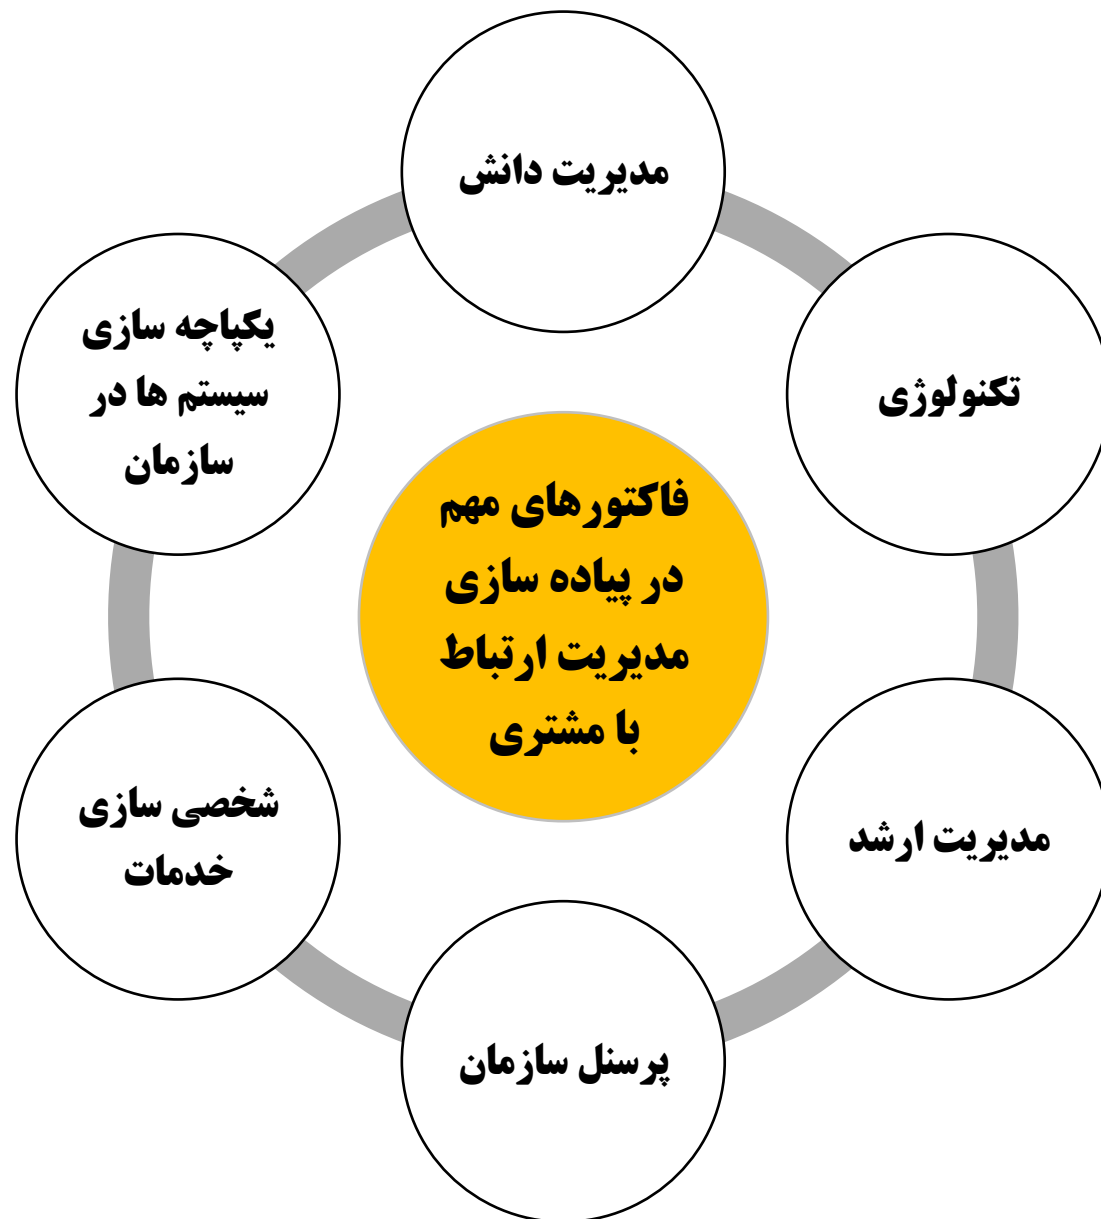 مدیریت دانش
تکنولوژی
مدیریت ارشد
پرسنل سازمان
شخصی سازی
خدمات
یکپاچه سازی
سیستم ها در
سازمان
فاکتورهای مهم
در پیاده سازی
مدیریت ارتباط
با مشتری